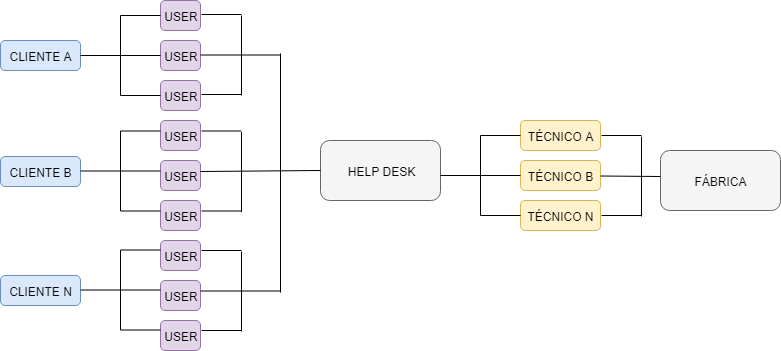 CLIENTE A
USER
USER
USER
CLIENTE B
USER
USER
USER
CLIENTE N
USER
USER
USER
HELP DESK
TÉCNICO A
TÉCNICO B
TÉCNICO N
FÁBRICA